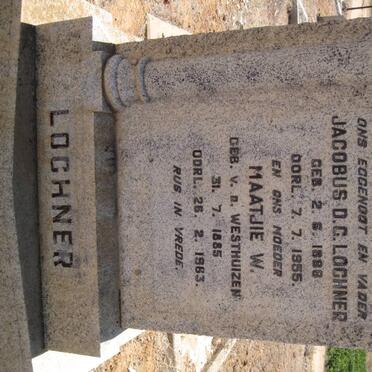 ONS EGGENOOT EN VADER
JACOBUS D. C. LOCHNER
GEB. 2. 6. 1888
OORL. 7. 7. 1955.
EN ONS MOEDER
MAATJIE W.
GEB. V. D. WESTHUIZEN
31. 7. 1885
OORL. 26. 2. 1963.
RUS IN VREDE
LOCHNER